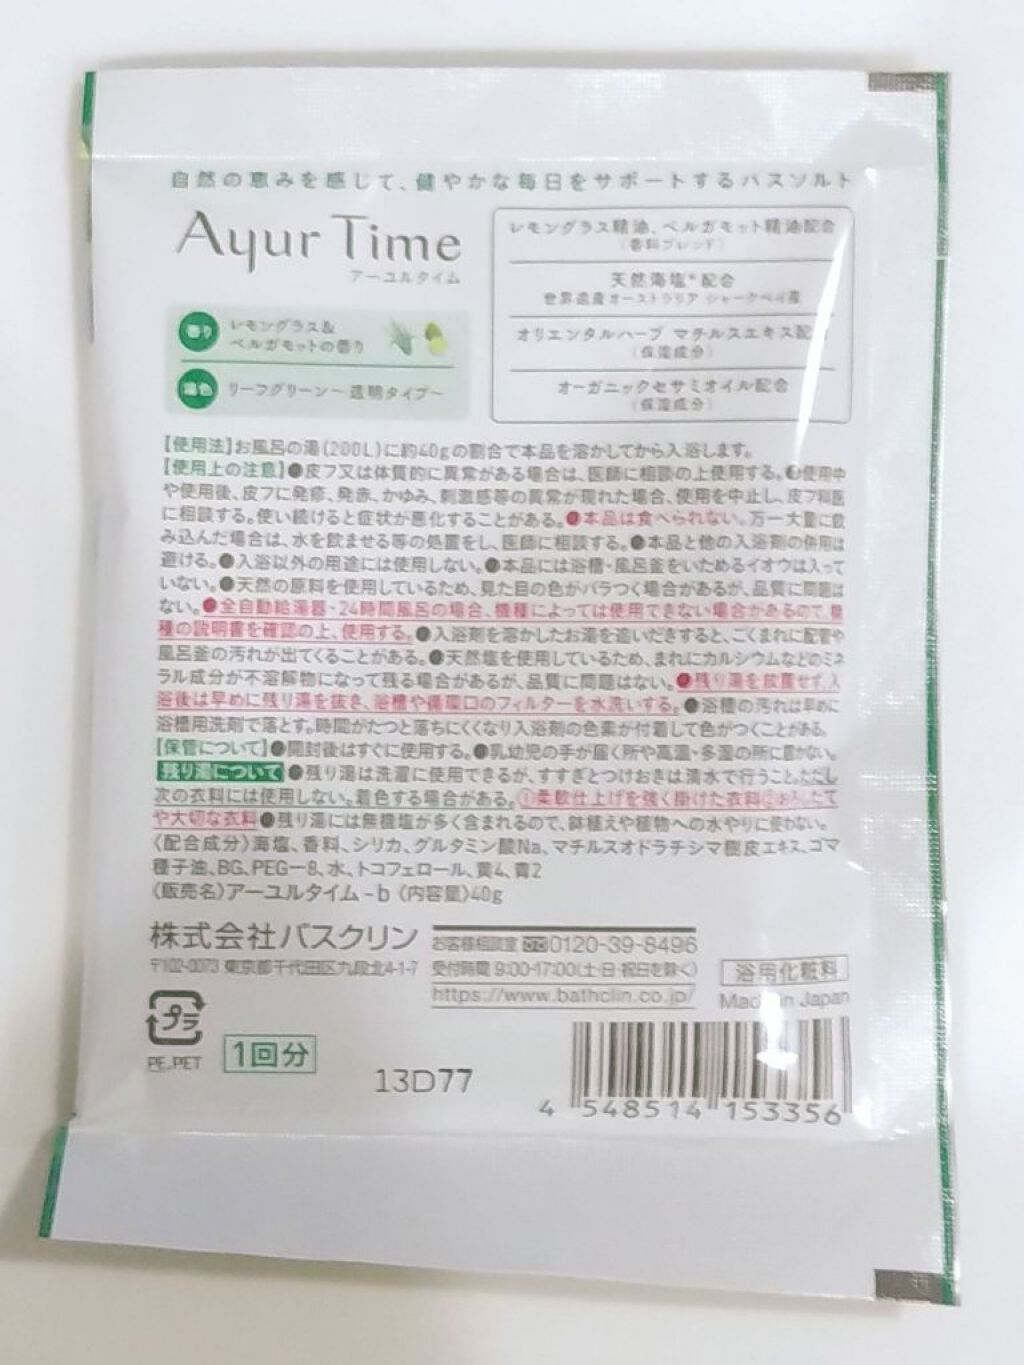 自然の恵みを感じて、健やかな毎日をサポートするバスソルト
Ayur Time
アーユルタイム
香り
レモングラス&
ベルガモットの香り
湯色
リーフグリーン〜透明タイプ〜
レモングラス精油、ベルガモット精油配合
(香料ブレンド)
天然海塩*配合
世界遺産オーストラリア シャークベイ産
オリエンタルハーブ マチルスエキス配
(保湿成分)
オーガニックセサミオイル配合
(保湿成分)
【使用法】お風呂の湯(200L)に約40gの割合で本品を溶かしてから入浴します。
【使用上の注意】●皮フ又は体質的に異常がある場合は、医師に相談の上使用する。●使用中
や使用後、皮フに発疹、発赤、かゆみ、刺激感等の異常が現れた場合、使用を中止し、皮フ科医
に相談する。使い続けると症状が悪化することがある。●本品は食べられない。万一大量に飲
み込んだ場合は、水を飲ませる等の処置をし、医師に相談する。●本品と他の入浴剤の併用は
避ける。●入浴以外の用途には使用しない。●本品には浴槽・風呂釜をいためるイオウは入って
いない。●天然の原料を使用しているため、見た目の色がバラつく場合があるが、品質に問題は
ない。●全自動給湯器・24時間風呂の場合、機種によっては使用できない場合があるので、機
種の説明書を確認の上、使用する。●入浴剤を溶かしたお湯を追いだきすると、ごくまれに配管や
風呂釜の汚れが出てくることがある。●天然塩を使用しているため、まれにカルシウムなどのミネ
ラル成分が不溶解物になって残る場合があるが、品質に問題はない。●残り湯を放置せず、入
浴後は早めに残り湯を抜き、浴槽や循環口のフィルターを水洗いする。●浴槽の汚れは早めに
浴槽用洗剤で落とす。時間がたつと落ちにくくなり入浴剤の色素が付着して色がつくことがある。
【保管について】●開封後はすぐに使用する。●乳幼児の手が届く所や高温・多湿の所に置かない。
残り湯について ●残り湯は洗濯に使用できるが、すすぎとつけおきは清水で行うこと。ただし
次の衣料には使用しない。着色する場合がある。①柔軟仕上げを強く掛けた衣料②おろしたて
や大切な衣料●残り湯には無機塩が多く含まれるので、鉢植えや植物への水やりに使わない。
〈配合成分〉海塩、香料、シリカ、グルタミン酸Na、マチルスオドラチシマ樹皮エキス、ゴマ
種子油、BG、PEG-8、水、トコフェロール、黄4、青2
〈販売名〉アーユルタイム-b〈内容量〉40g
株式会社バスクリン
〒102-0073 東京都千代田区九段北4-1-7
お客様相談室 0120-39-8496
受付時間 9:00-17:00(土・日・祝日を除く)
https://www.bathclin.co.jp/
浴用化粧料
Made in Japan
プラ
PE,PET
1回分
13D77
4 548514 153356